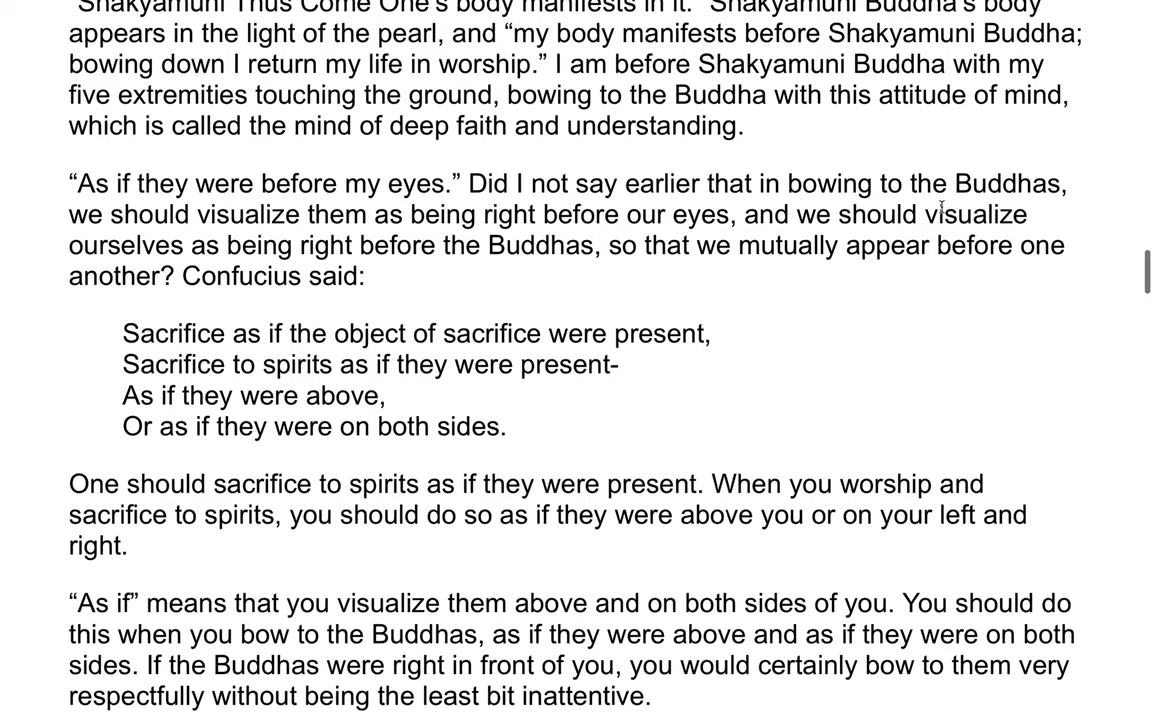 "Shakyamuni Thus Come One's body manifests in it." Shakyamuni Buddha's body
appears in the light of the pearl, and “my body manifests before Shakyamuni Buddha;
bowing down I return my life in worship.” I am before Shakyamuni Buddha with my
five extremities touching the ground, bowing to the Buddha with this attitude of mind,
which is called the mind of deep faith and understanding.
“As if they were before my eyes.” Did I not say earlier that in bowing to the Buddhas,
we should visualize them as being right before our eyes, and we should visualize
ourselves as being right before the Buddhas, so that we mutually appear before one
another? Confucius said:
Sacrifice as if the object of sacrifice were present,
Sacrifice to spirits as if they were present-
As if they were above,
Or as if they were on both sides.
One should sacrifice to spirits as if they were present. When you worship and
sacrifice to spirits, you should do so as if they were above you or on your left and
right.
“As if” means that you visualize them above and on both sides of you. You should do
this when you bow to the Buddhas, as if they were above and as if they were on both
sides. If the Buddhas were right in front of you, you would certainly bow to them very
respectfully without being the least bit inattentive.